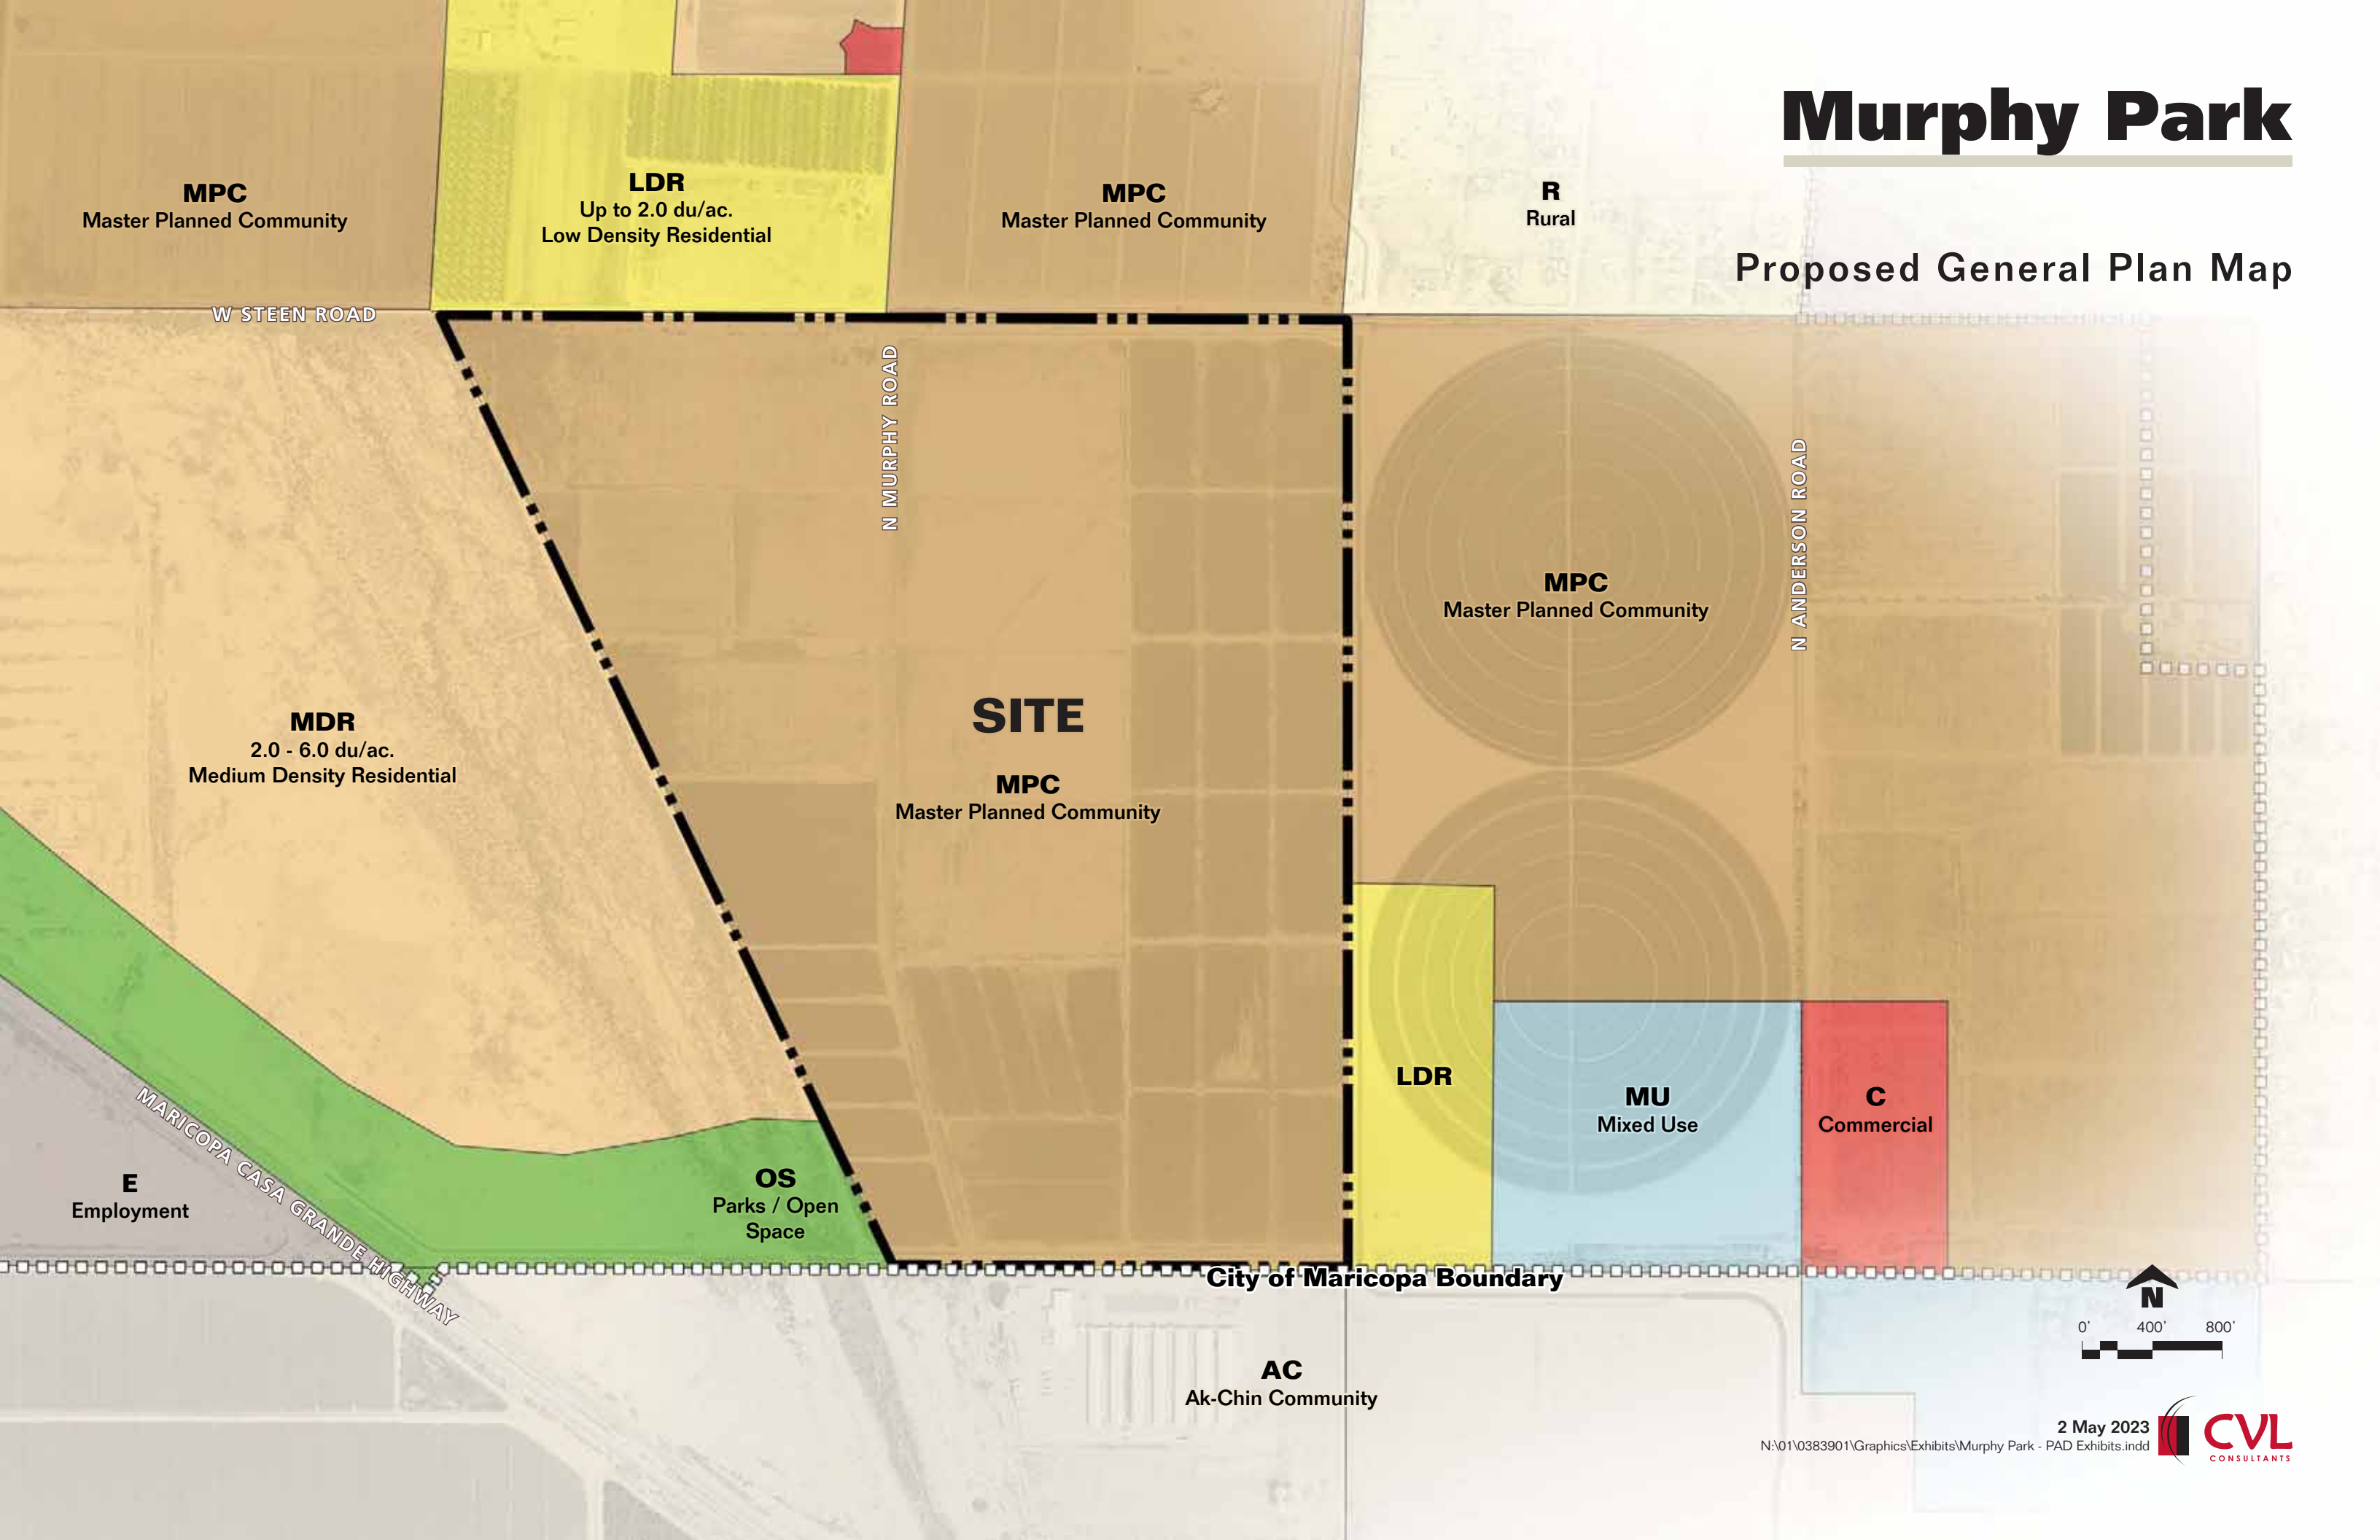 Murphy Park
Proposed General Plan Map
MPC
Master Planned Community
LDR
Up to 2.0 du/ac.
Low Density Residential
MPC
Master Planned Community
R
Rural
W STEEN ROAD
N MURPHY ROAD
N ANDERSON ROAD
MPC
Master Planned Community
SITE
MPC
Master Planned Community
MDR
2.0 - 6.0 du/ac.
Medium Density Residential
LDR
MU
Mixed Use
C
Commercial
OS
Parks / Open
Space
E
Employment
MARICOPA CASA GRANDE HIGHWAY
City of Maricopa Boundary
AC
Ak-Chin Community
N
0' 400' 800'
2 May 2023
N:\01\0383901\Graphics\Exhibits\Murphy Park - PAD Exhibits.indd
CVL
CONSULTANTS